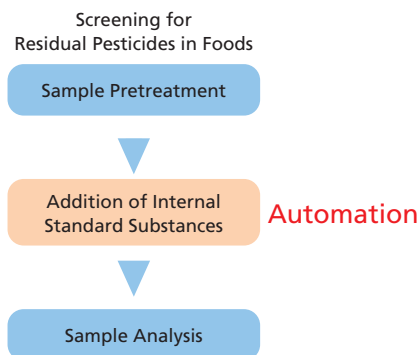 Screening for
Residual Pesticides in Foods
Sample Pretreatment
Addition of Internal
Standard Substances
Automation
Sample Analysis